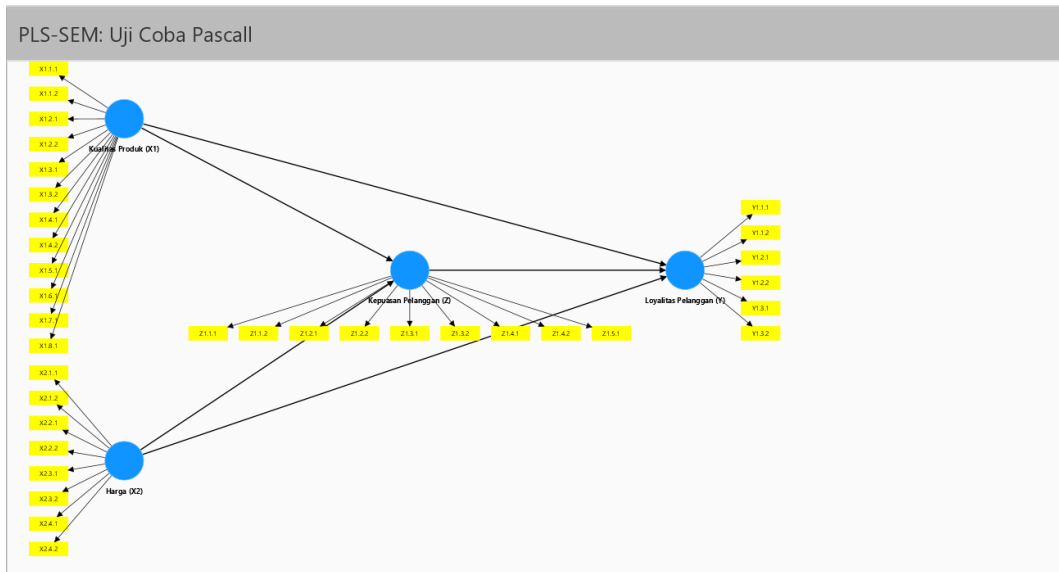 PLS-SEM: Uji Coba Pascall
X1.1.1
X1.1.2
X1.2.1
X1.2.2
X1.3.1
X1.3.2
X1.4.1
X1.4.2
X1.5.1
X1.6.1
X1.7.1
X1.8.1
Kualitas Produk (X1)
X2.1.1
X2.1.2
X2.2.1
X2.2.2
X2.3.1
X2.3.2
X2.4.1
X2.4.2
Harga (X2)
Kepuasan Pelanggan (Z)
Z1.1.1
Z1.1.2
Z1.2.1
Z1.2.2
Z1.3.1
Z1.3.2
Z1.4.1
Z1.4.2
Z1.5.1
Loyalitas Pelanggan (Y)
Y1.1.1
Y1.1.2
Y1.2.1
Y1.2.2
Y1.3.1
Y1.3.2